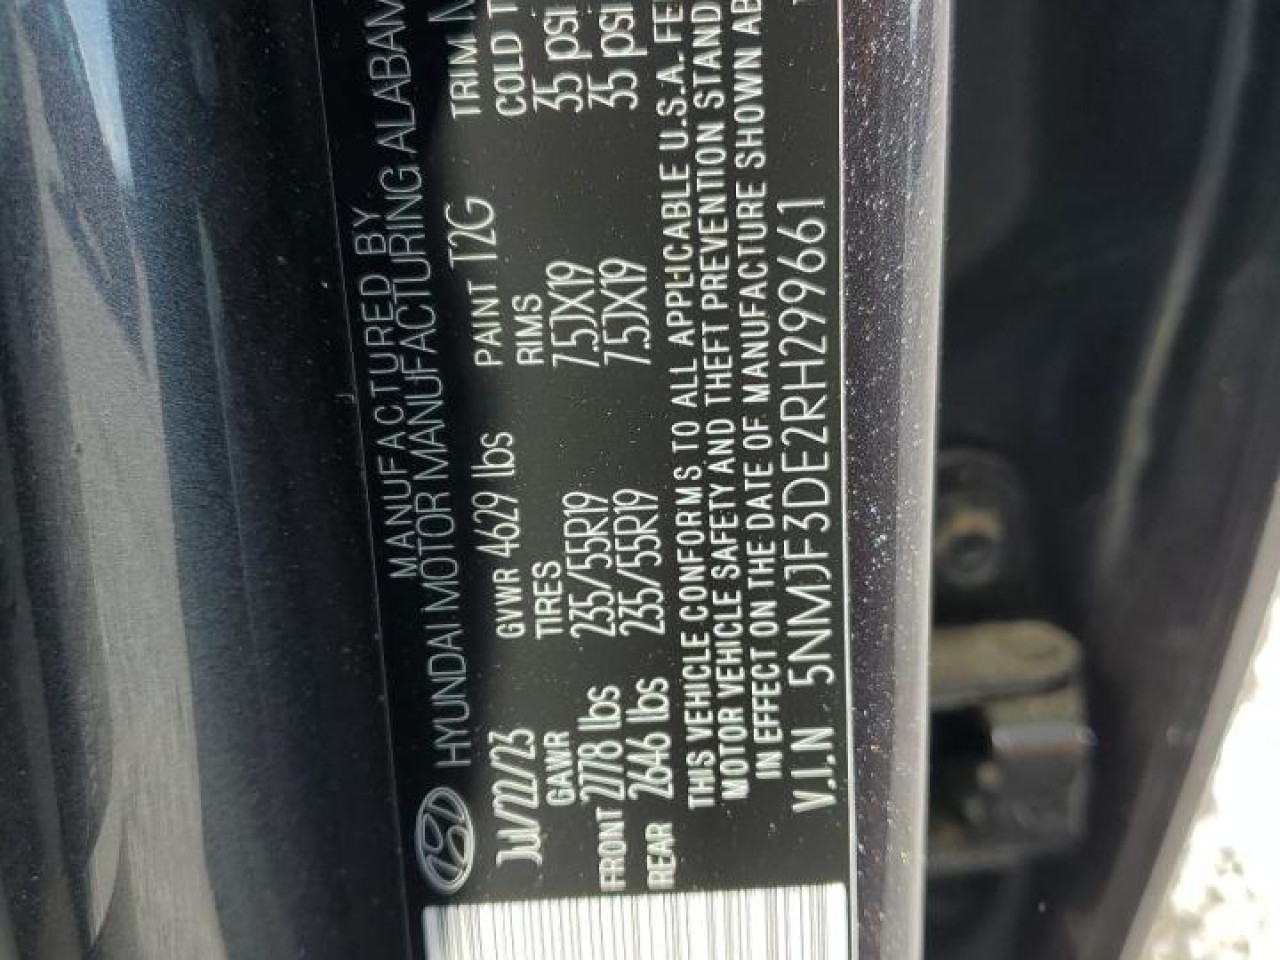 MANUFACTURED BY
HYUNDAI MOTOR MANUFACTURING ALABAM
Jul/22/23 GVWR 4629 lbs PAINT T2G TRIM
GAWR TIRES RIMS COLD T
FRONT 2778 lbs 235/55R19 7.5JX19 35 psi
REAR 2646 lbs 235/55R19 7.5JX19 35 psi
THIS VEHICLE CONFORMS TO ALL APPLICABLE U.S.A. FE
MOTOR VEHICLE SAFETY AND THEFT PREVENTION STAND
IN EFFECT ON THE DATE OF MANUFACTURE SHOWN AB
V.I.N 5NMJF3DE2RH299661